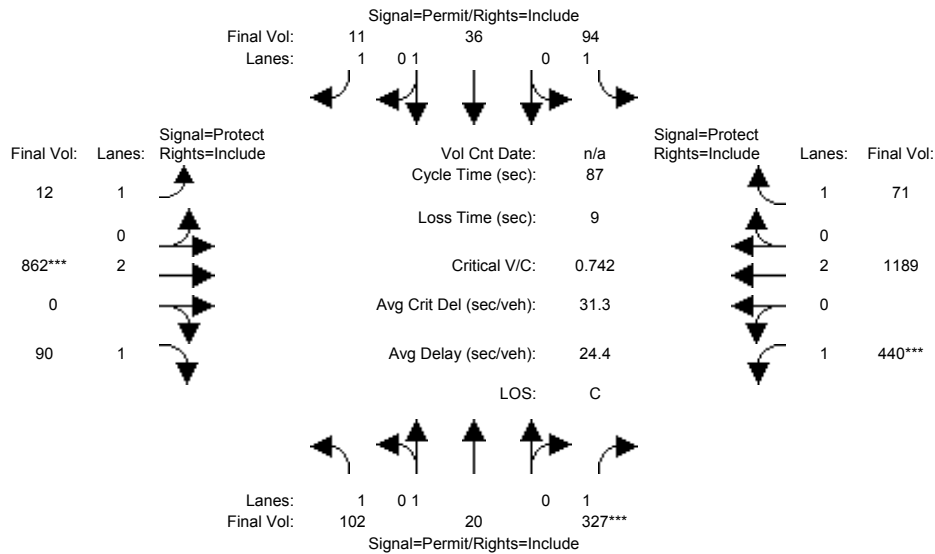 Signal=Permit/Rights=Include
Final Vol: 11 36 94
Lanes: 1 0 1 0 1
Signal=Protect Signal=Protect
Final Vol: Lanes: Rights=Include Vol Cnt Date: n/a Rights=Include Lanes: Final Vol:
Cycle Time (sec): 87
12 1 1 71
Loss Time (sec): 9
0 0
862*** 2 Critical V/C: 0.742 2 1189
0 Avg Crit Del (sec/veh): 31.3 0
90 1 Avg Delay (sec/veh): 24.4 1 440***
LOS: C
Lanes: 1 0 1 0 1
Final Vol: 102 20 327***
Signal=Permit/Rights=Include